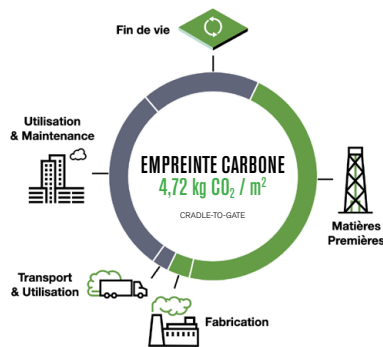 Fin de vie
Utilisation
& Maintenance
EMPREINTE CARBONE
4,72 kg CO₂ / m²
CRADLE-TO-GATE
Matières
Premières
Transport
& Utilisation
Fabrication